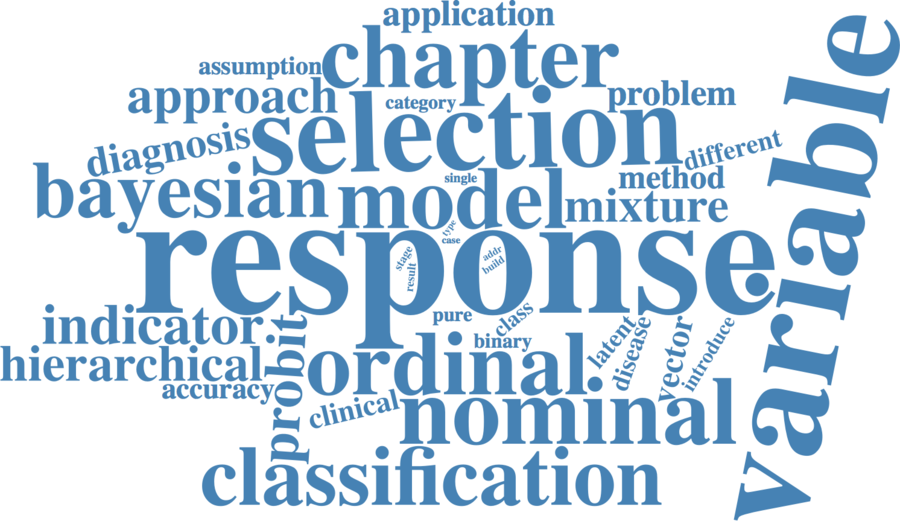 application
chapter
assumption
approach
category
problem
selection
diagnosis
different
bayesian
single
method
model
mixture
type
case
response
variable
stage
result
addr
build
indicator
pure
class
binary
probit
hierarchical
ordinal
latent
disease
vector
introduce
accuracy
clinical
nominal
classification